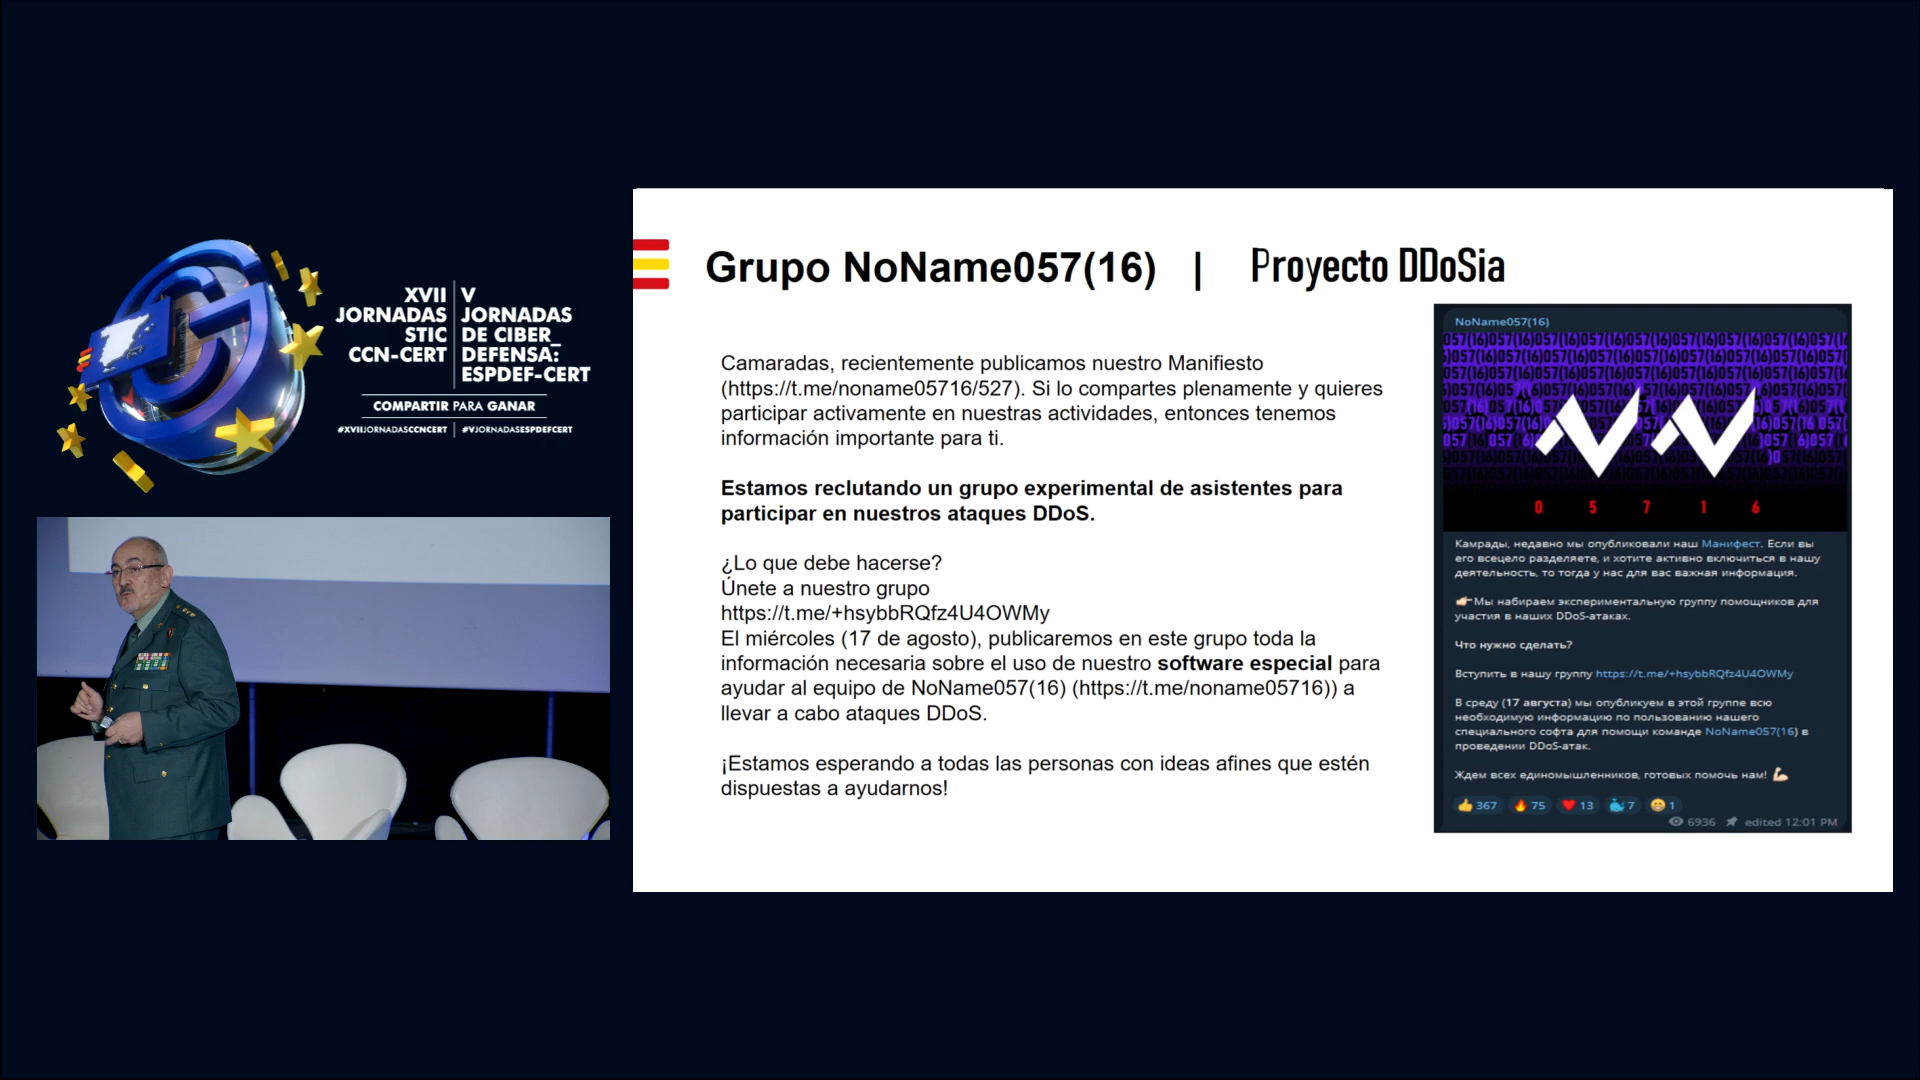 XVII
JORNADAS
STIC
CCN-CERT
V
JORNADAS
DE CIBER_
DEFENSA:
ESPDEF-CERT
COMPARTIR PARA GANAR
#XVIIJORNADASCCNCERT
#VJORNADASESPDEFCERT
Grupo NoName057(16) | Proyecto DDoSia
Camaradas, recientemente publicamos nuestro Manifiesto
(https://t.me/noname05716/527). Si lo compartes plenamente y quieres
participar activamente en nuestras actividades, entonces tenemos
información importante para ti.
Estamos reclutando un grupo experimental de asistentes para
participar en nuestros ataques DDoS.
¿Lo que debe hacerse?
Únete a nuestro grupo
https://t.me/+hsybbRQfz4U4OWMy
El miércoles (17 de agosto), publicaremos en este grupo toda la
información necesaria sobre el uso de nuestro software especial para
ayudar al equipo de NoName057(16) (https://t.me/noname05716)) a
llevar a cabo ataques DDoS.
¡Estamos esperando a todas las personas con ideas afines que estén
dispuestas a ayudarnos!
NoName057(16)
0 5 7 1 6
Камрады, недавно мы опубликовали наш Манифест. Если вы
его всецело разделяете, и хотите активно включиться в нашу
деятельность, то тогда у нас для вас важная информация.
👉🏻Мы набираем экспериментальную группу помощников для
участия в наших DDoS-атаках.
Что нужно сделать?
Вступить в нашу группу https://t.me/+hsybbRQfz4U4OWMy
В среду (17 августа) мы опубликуем в этой группе всю
необходимую информацию по пользованию нашего
специального софта для помощи команде NoName057(16) в
проведении DDoS-атак.
Ждем всех единомышленников, готовых помочь нам! 💪🏻
👍 367 🔥 75 ❤ 13 🐳 7 😁 1
6936 edited 12:01 PM